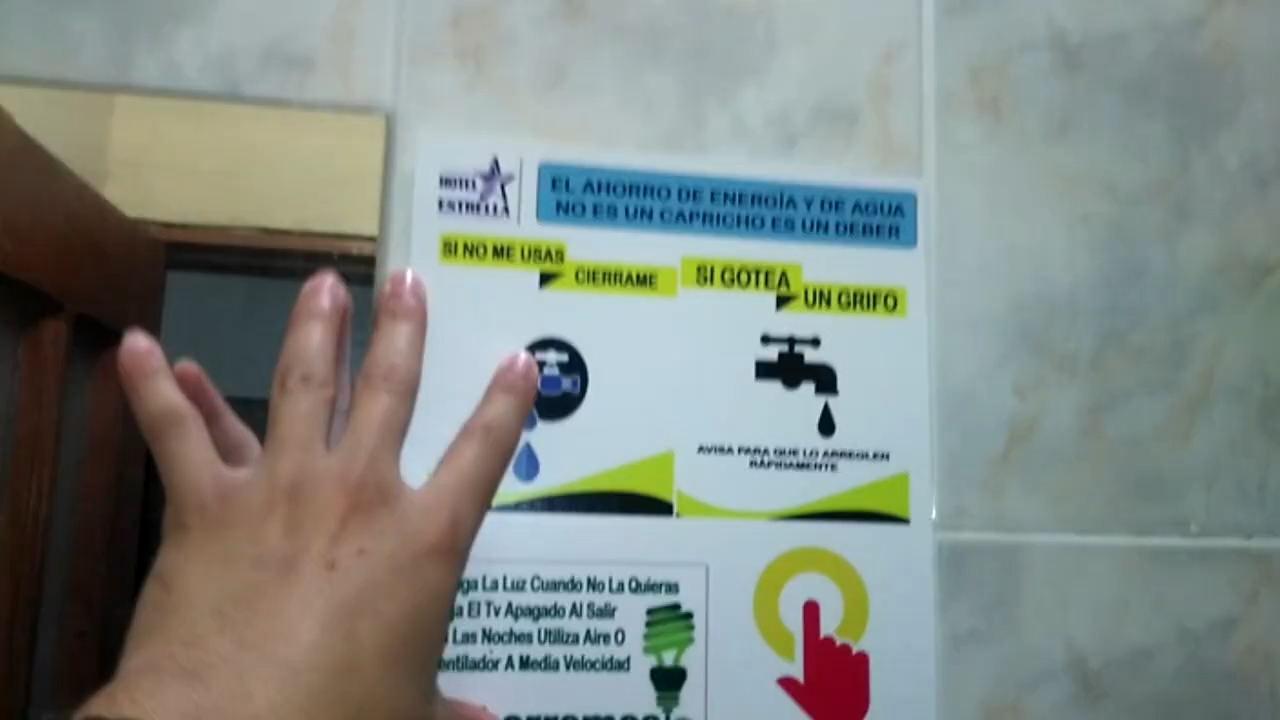 HOTEL
ESTRELLA
EL AHORRO DE ENERGÍA Y DE AGUA
NO ES UN CAPRICHO ES UN DEBER
SI NO ME USAS
CIERRAME
SI GOTEA
UN GRIFO
AVISA PARA QUE LO ARREGLEN
RÁPIDAMENTE
ga La Luz Cuando No La Quieras
a El Tv Apagado Al Salir
Las Noches Utiliza Aire O
entilador A Media Velocidad